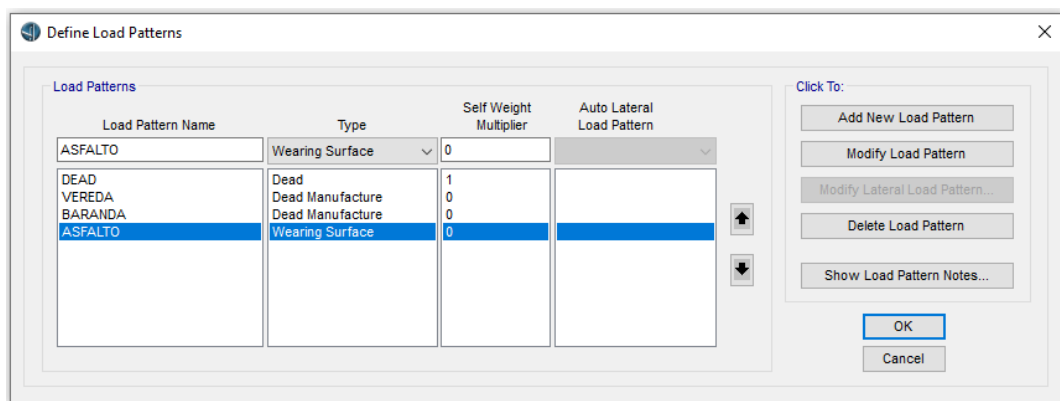 Define Load Patterns
Load Patterns
Click To:
Load Pattern Name Type Self Weight Multiplier Auto Lateral Load Pattern
ASFALTO Wearing Surface 0
DEAD Dead 1
VEREDA Dead Manufacture 0
BARANDA Dead Manufacture 0
ASFALTO Wearing Surface 0
Add New Load Pattern
Modify Load Pattern
Modify Lateral Load Pattern...
Delete Load Pattern
Show Load Pattern Notes...
OK
Cancel